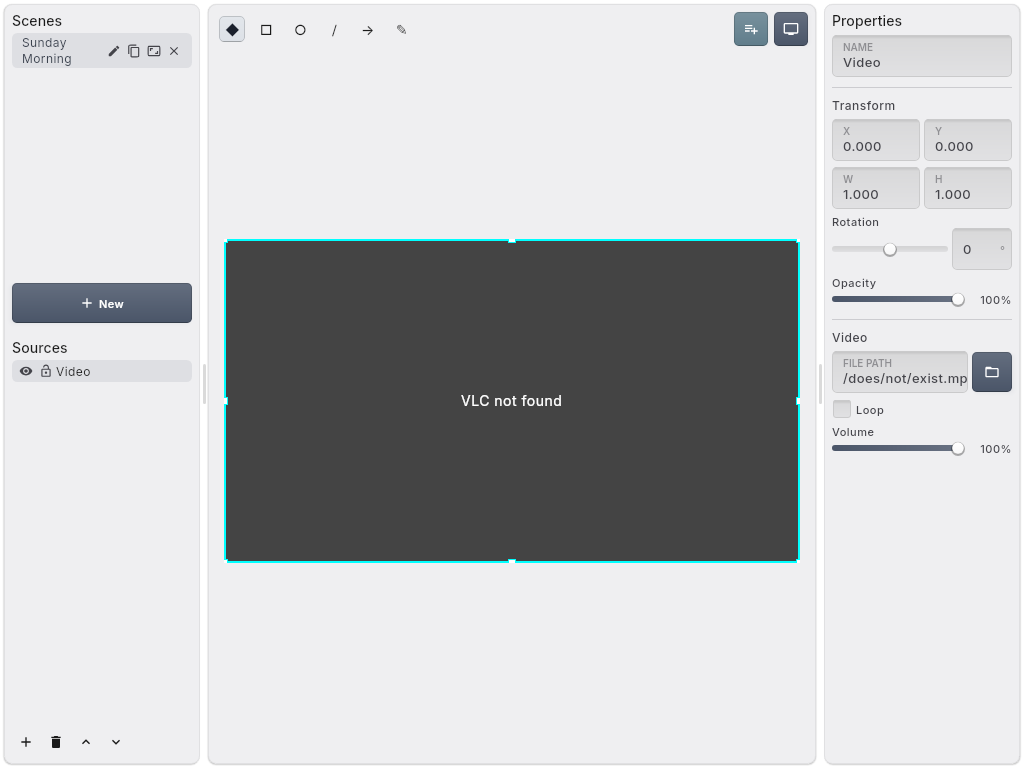 Scenes
Sunday
Morning
New
Sources
Video
VLC not found
Properties
NAME
Video
Transform
X
0.000
Y
0.000
W
1.000
H
1.000
Rotation
0 °
Opacity
100%
Video
FILE PATH
/does/not/exist.mp
Loop
Volume
100%